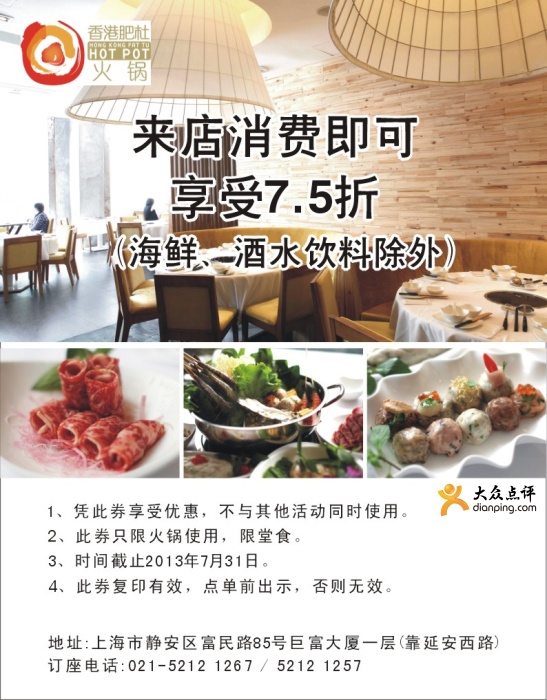 香港肥杜
HONG KONG FAT TU
HOT POT
火锅
来店消费即可
享受7.5折
(海鲜、酒水饮料除外)
大众点评
dianping.com
1、凭此券享受优惠，不与其他活动同时使用。
2、此券只限火锅使用，限堂食。
3、时间截止2013年7月31日。
4、此券复印有效，点单前出示，否则无效。
地址:上海市静安区富民路85号巨富大厦一层(靠延安西路)
订座电话:021-5212 1267 / 5212 1257